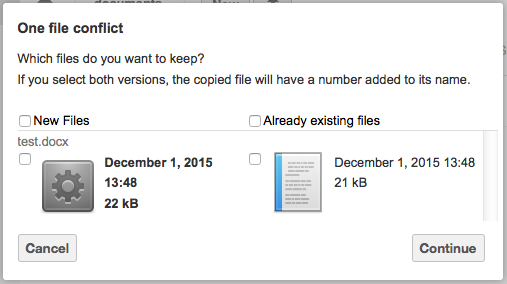 documents
New
One file conflict
Which files do you want to keep?
If you select both versions, the copied file will have a number added to its name.
New Files
Already existing files
test.docx
December 1, 2015
13:48
22 kB
December 1, 2015 13:48
21 kB
Cancel
Continue